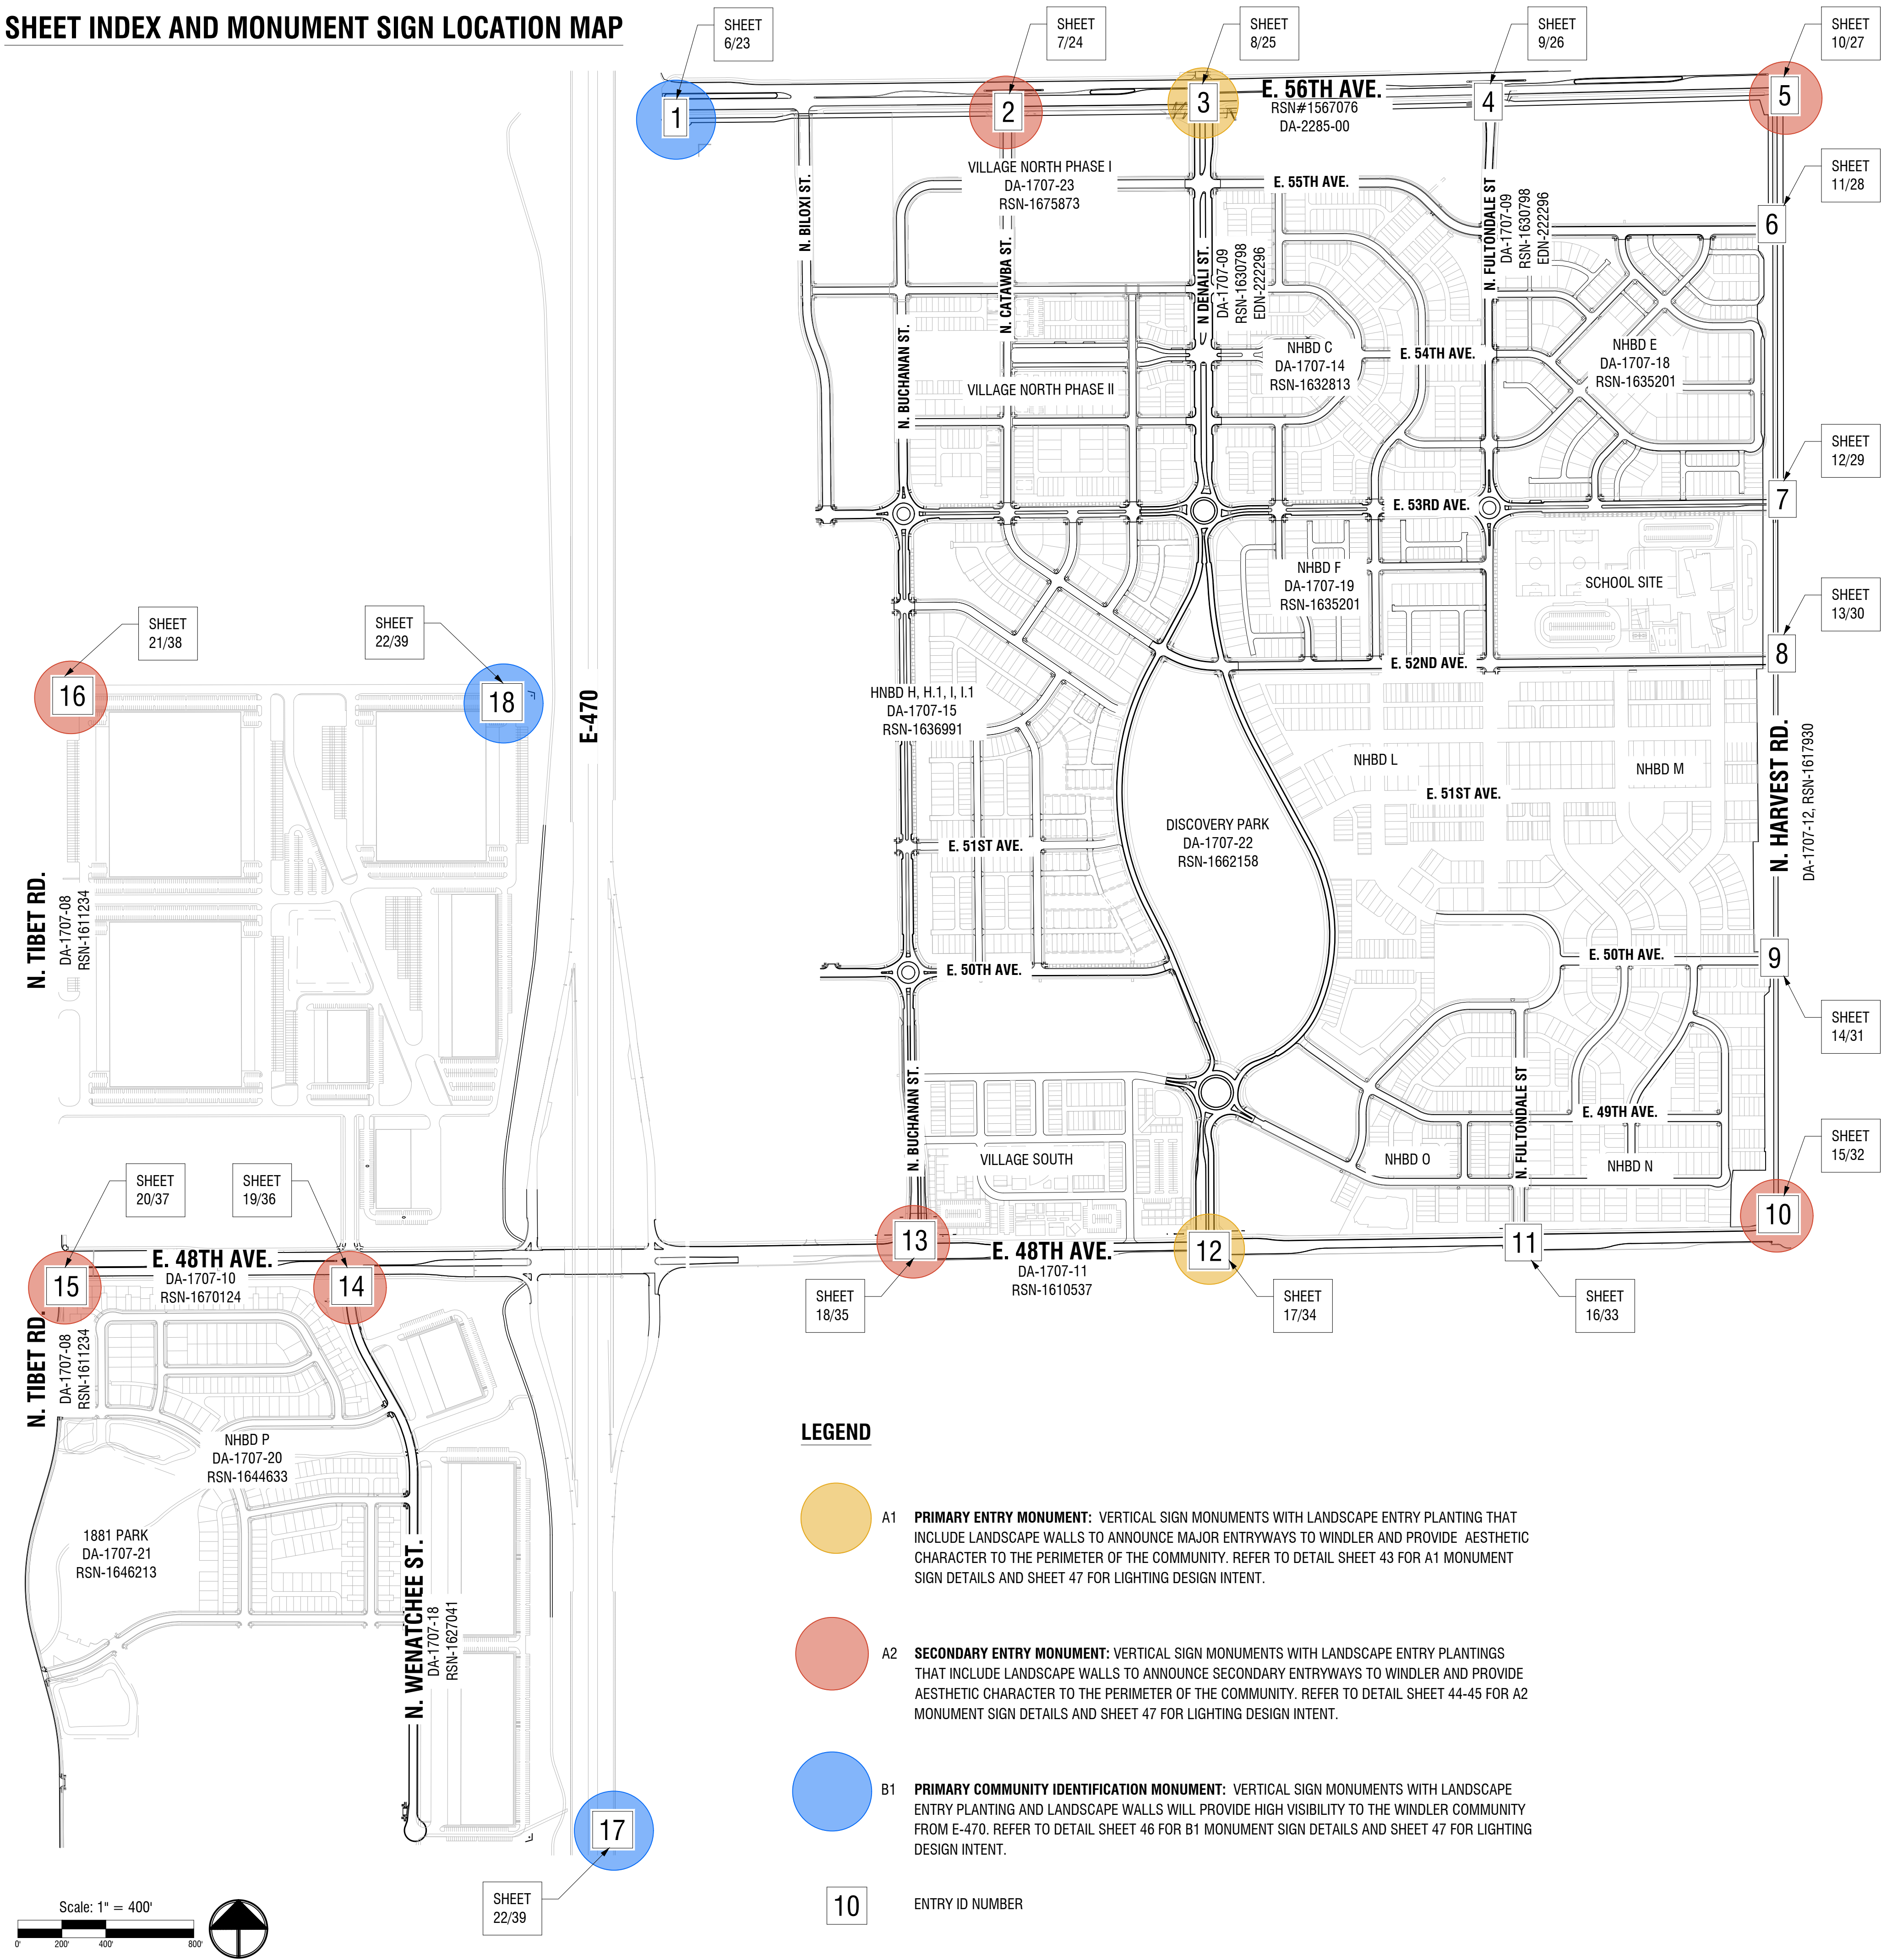 SHEET INDEX AND MONUMENT SIGN LOCATION MAP
SHEET
6/23
SHEET
7/24
SHEET
8/25
SHEET
9/26
SHEET
10/27
1
2
3
4
5
E. 56TH AVE.
RSN#1567076
DA-2285-00
SHEET
11/28
6
N. BILOXI ST.
VILLAGE NORTH PHASE I
DA-1707-23
RSN-1675873
E. 55TH AVE.
N. CATAWBA ST.
N DENALI ST.
DA-1707-09
RSN-1630798
EDN-222296
N. FULTONDALE ST
DA-1707-09
RSN-1630798
EDN-222296
N. BUCHANAN ST.
VILLAGE NORTH PHASE II
NHBD C
DA-1707-14
RSN-1632813
E. 54TH AVE.
NHBD E
DA-1707-18
RSN-1635201
SHEET
12/29
7
E. 53RD AVE.
NHBD F
DA-1707-19
RSN-1635201
SCHOOL SITE
SHEET
13/30
8
E. 52ND AVE.
SHEET
21/38
16
SHEET
22/39
18
E-470
HNBD H, H.1, I, I.1
DA-1707-15
RSN-1636991
NHBD L
NHBD M
E. 51ST AVE.
N. HARVEST RD.
DA-1707-12, RSN-1617930
DISCOVERY PARK
DA-1707-22
RSN-1662158
E. 51ST AVE.
N. TIBET RD.
DA-1707-08
RSN-1611234
E. 50TH AVE.
E. 50TH AVE.
9
SHEET
14/31
N. BUCHANAN ST.
N. FULTONDALE ST
E. 49TH AVE.
VILLAGE SOUTH
NHBD O
NHBD N
SHEET
15/32
10
SHEET
20/37
SHEET
19/36
15
E. 48TH AVE.
DA-1707-10
RSN-1670124
14
13
E. 48TH AVE.
DA-1707-11
RSN-1610537
12
11
SHEET
18/35
SHEET
17/34
SHEET
16/33
N. TIBET RD.
DA-1707-08
RSN-1611234
NHBD P
DA-1707-20
RSN-1644633
1881 PARK
DA-1707-21
RSN-1646213
N. WENATCHEE ST.
DA-1707-18
RSN-1627041
17
SHEET
22/39
LEGEND
A1 PRIMARY ENTRY MONUMENT: VERTICAL SIGN MONUMENTS WITH LANDSCAPE ENTRY PLANTING THAT
INCLUDE LANDSCAPE WALLS TO ANNOUNCE MAJOR ENTRYWAYS TO WINDLER AND PROVIDE AESTHETIC
CHARACTER TO THE PERIMETER OF THE COMMUNITY. REFER TO DETAIL SHEET 43 FOR A1 MONUMENT
SIGN DETAILS AND SHEET 47 FOR LIGHTING DESIGN INTENT.
A2 SECONDARY ENTRY MONUMENT: VERTICAL SIGN MONUMENTS WITH LANDSCAPE ENTRY PLANTINGS
THAT INCLUDE LANDSCAPE WALLS TO ANNOUNCE SECONDARY ENTRYWAYS TO WINDLER AND PROVIDE
AESTHETIC CHARACTER TO THE PERIMETER OF THE COMMUNITY. REFER TO DETAIL SHEET 44-45 FOR A2
MONUMENT SIGN DETAILS AND SHEET 47 FOR LIGHTING DESIGN INTENT.
B1 PRIMARY COMMUNITY IDENTIFICATION MONUMENT: VERTICAL SIGN MONUMENTS WITH LANDSCAPE
ENTRY PLANTING AND LANDSCAPE WALLS WILL PROVIDE HIGH VISIBILITY TO THE WINDLER COMMUNITY
FROM E-470. REFER TO DETAIL SHEET 46 FOR B1 MONUMENT SIGN DETAILS AND SHEET 47 FOR LIGHTING
DESIGN INTENT.
10 ENTRY ID NUMBER
Scale: 1" = 400'
0' 200' 400' 800'